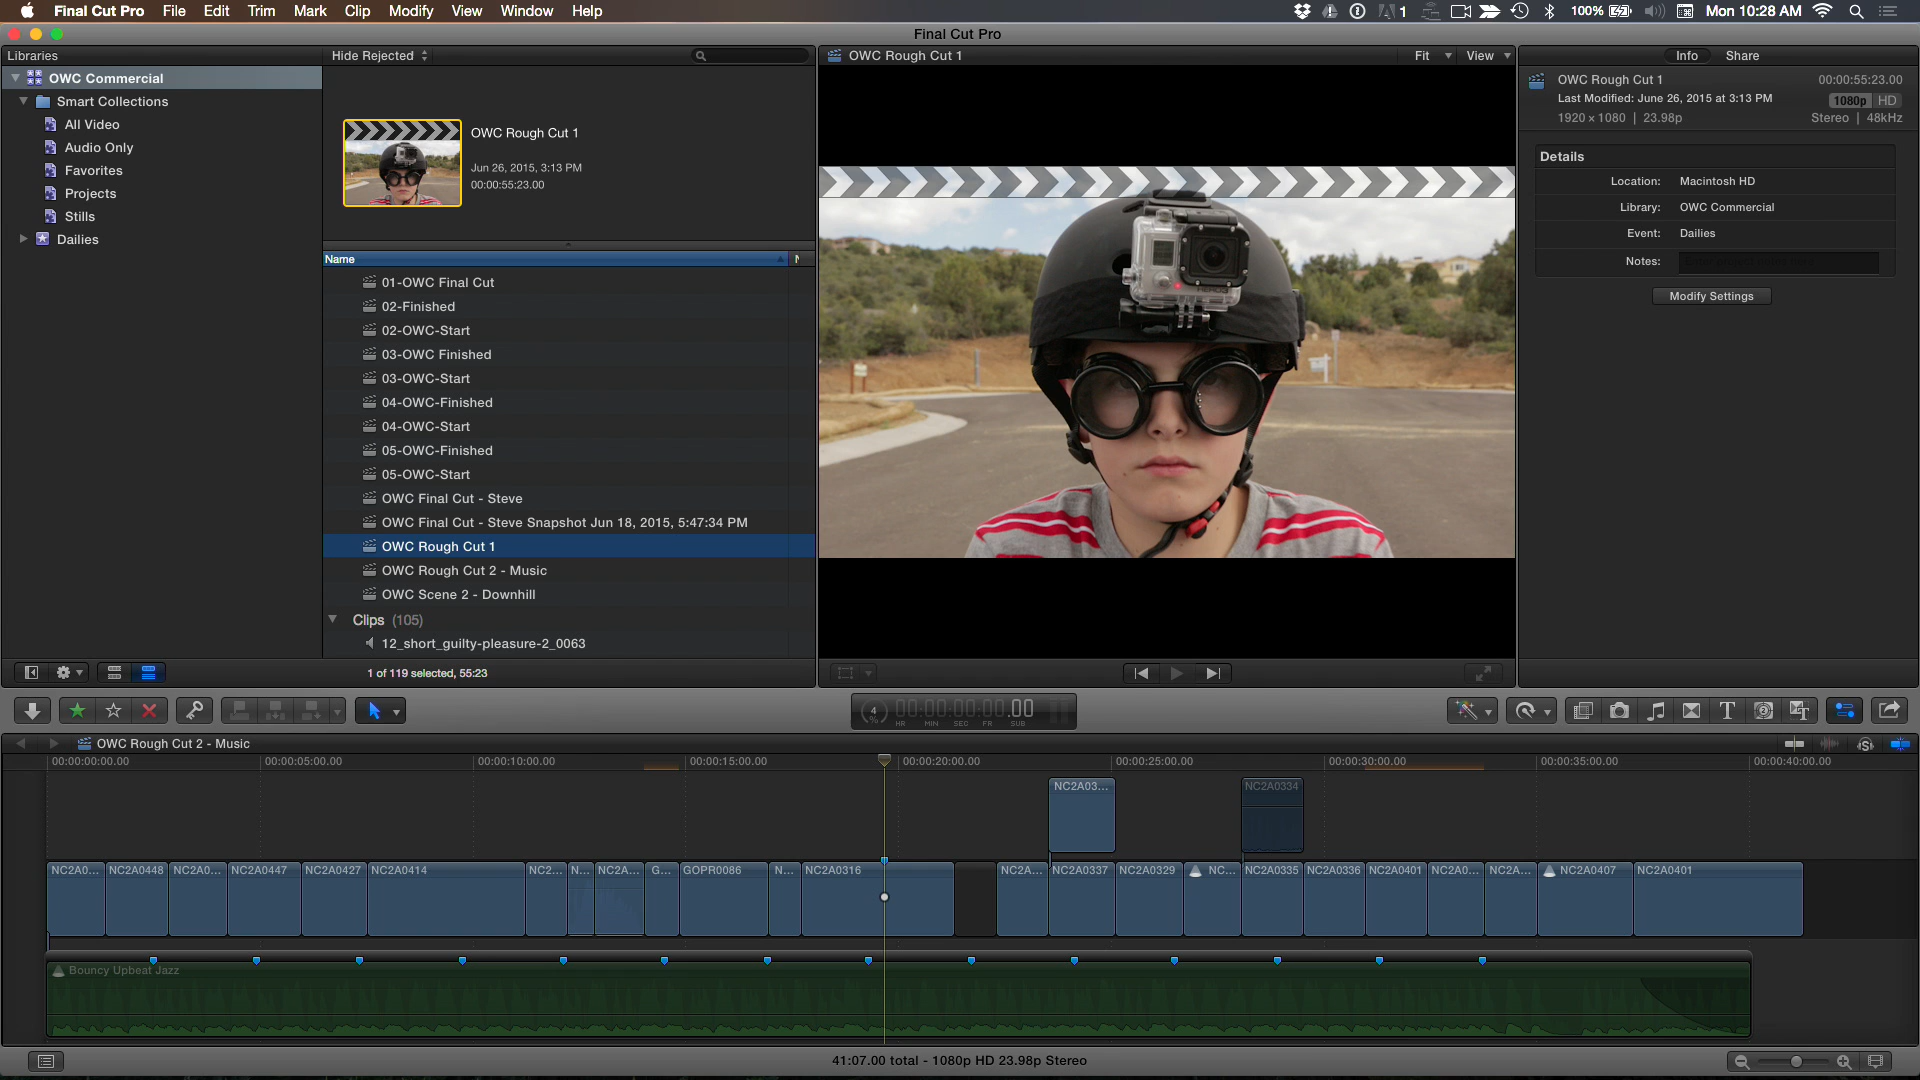 Final Cut Pro File Edit Trim Mark Clip Modify View Window Help 1 100% Mon 10:28 AM
Final Cut Pro
Libraries
OWC Commercial
Smart Collections
All Video
Audio Only
Favorites
Projects
Stills
Dailies
Hide Rejected
OWC Rough Cut 1
Jun 26, 2015, 3:13 PM
00:00:55:23.00
Name
01-OWC Final Cut
02-Finished
02-OWC-Start
03-OWC Finished
03-OWC-Start
04-OWC-Finished
04-OWC-Start
05-OWC-Finished
05-OWC-Start
OWC Final Cut - Steve
OWC Final Cut - Steve Snapshot Jun 18, 2015, 5:47:34 PM
OWC Rough Cut 1
OWC Rough Cut 2 - Music
OWC Scene 2 - Downhill
Clips (105)
12_short_guilty-pleasure-2_0063
1 of 119 selected, 55:23
OWC Rough Cut 1 Fit View
Info Share
OWC Rough Cut 1 00:00:55:23.00
Last Modified: June 26, 2015 at 3:13 PM 1080p HD
1920 × 1080 | 23.98p Stereo | 48kHz
Details
Location: Macintosh HD
Library: OWC Commercial
Event: Dailies
Notes:
Modify Settings
4 % 00:00:00:00.00
HR MIN SEC FR SUB
OWC Rough Cut 2 - Music
00:00:00:00.00 00:00:05:00.00 00:00:10:00.00 00:00:15:00.00 00:00:20:00.00 00:00:25:00.00 00:00:30:00.00 00:00:35:00.00 00:00:40:00.00
NC2A03... NC2A0334
NC2A0... NC2A0448 NC2A0... NC2A0447 NC2A0427 NC2A0414 NC2... N... NC2A... G... GOPR0086 N... NC2A0316 NC2A... NC2A0337 NC2A0329 NC... NC2A0335 NC2A0336 NC2A0401 NC2A0... NC2A... NC2A0407 NC2A0401
Bouncy Upbeat Jazz
41:07.00 total - 1080p HD 23.98p Stereo